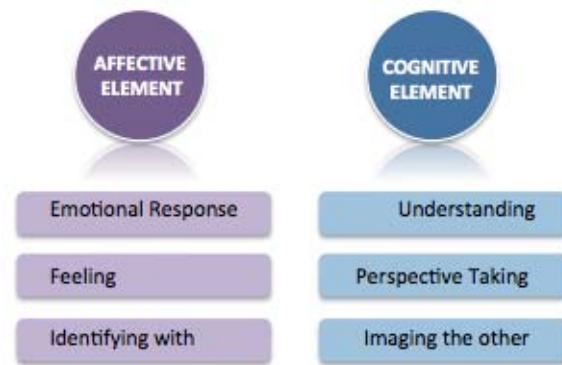 AFFECTIVE
ELEMENT
COGNITIVE
ELEMENT
Emotional Response
Understanding
Feeling
Perspective Taking
Identifying with
Imaging the other